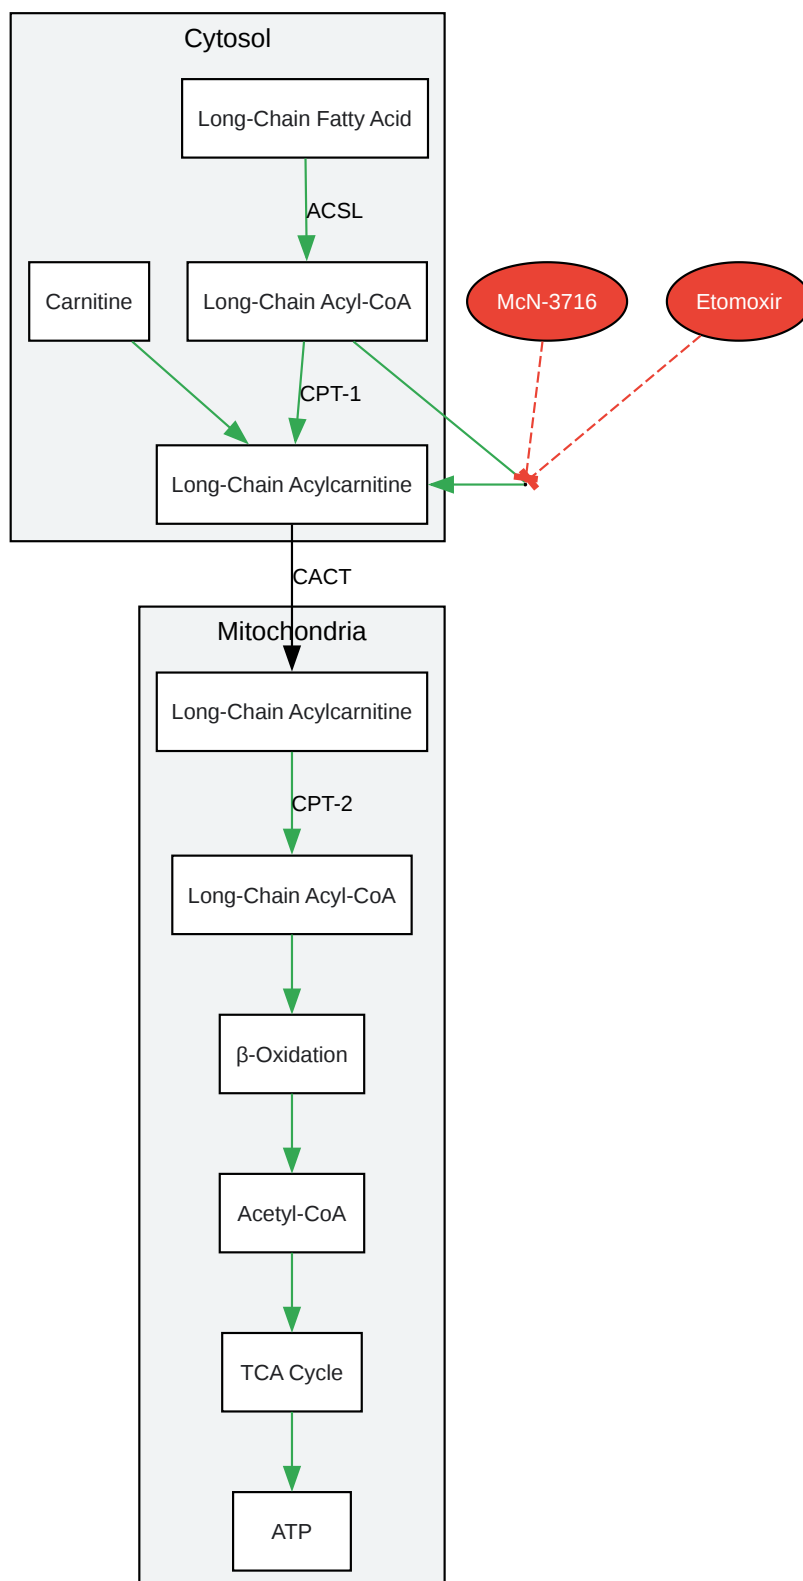 Cytosol
Long-Chain Fatty Acid
ACSL
Carnitine
Long-Chain Acyl-CoA
McN-3716
Etomoxir
CPT-1
Long-Chain Acylcarnitine
CACT
Mitochondria
Long-Chain Acylcarnitine
CPT-2
Long-Chain Acyl-CoA
β-Oxidation
Acetyl-CoA
TCA Cycle
ATP